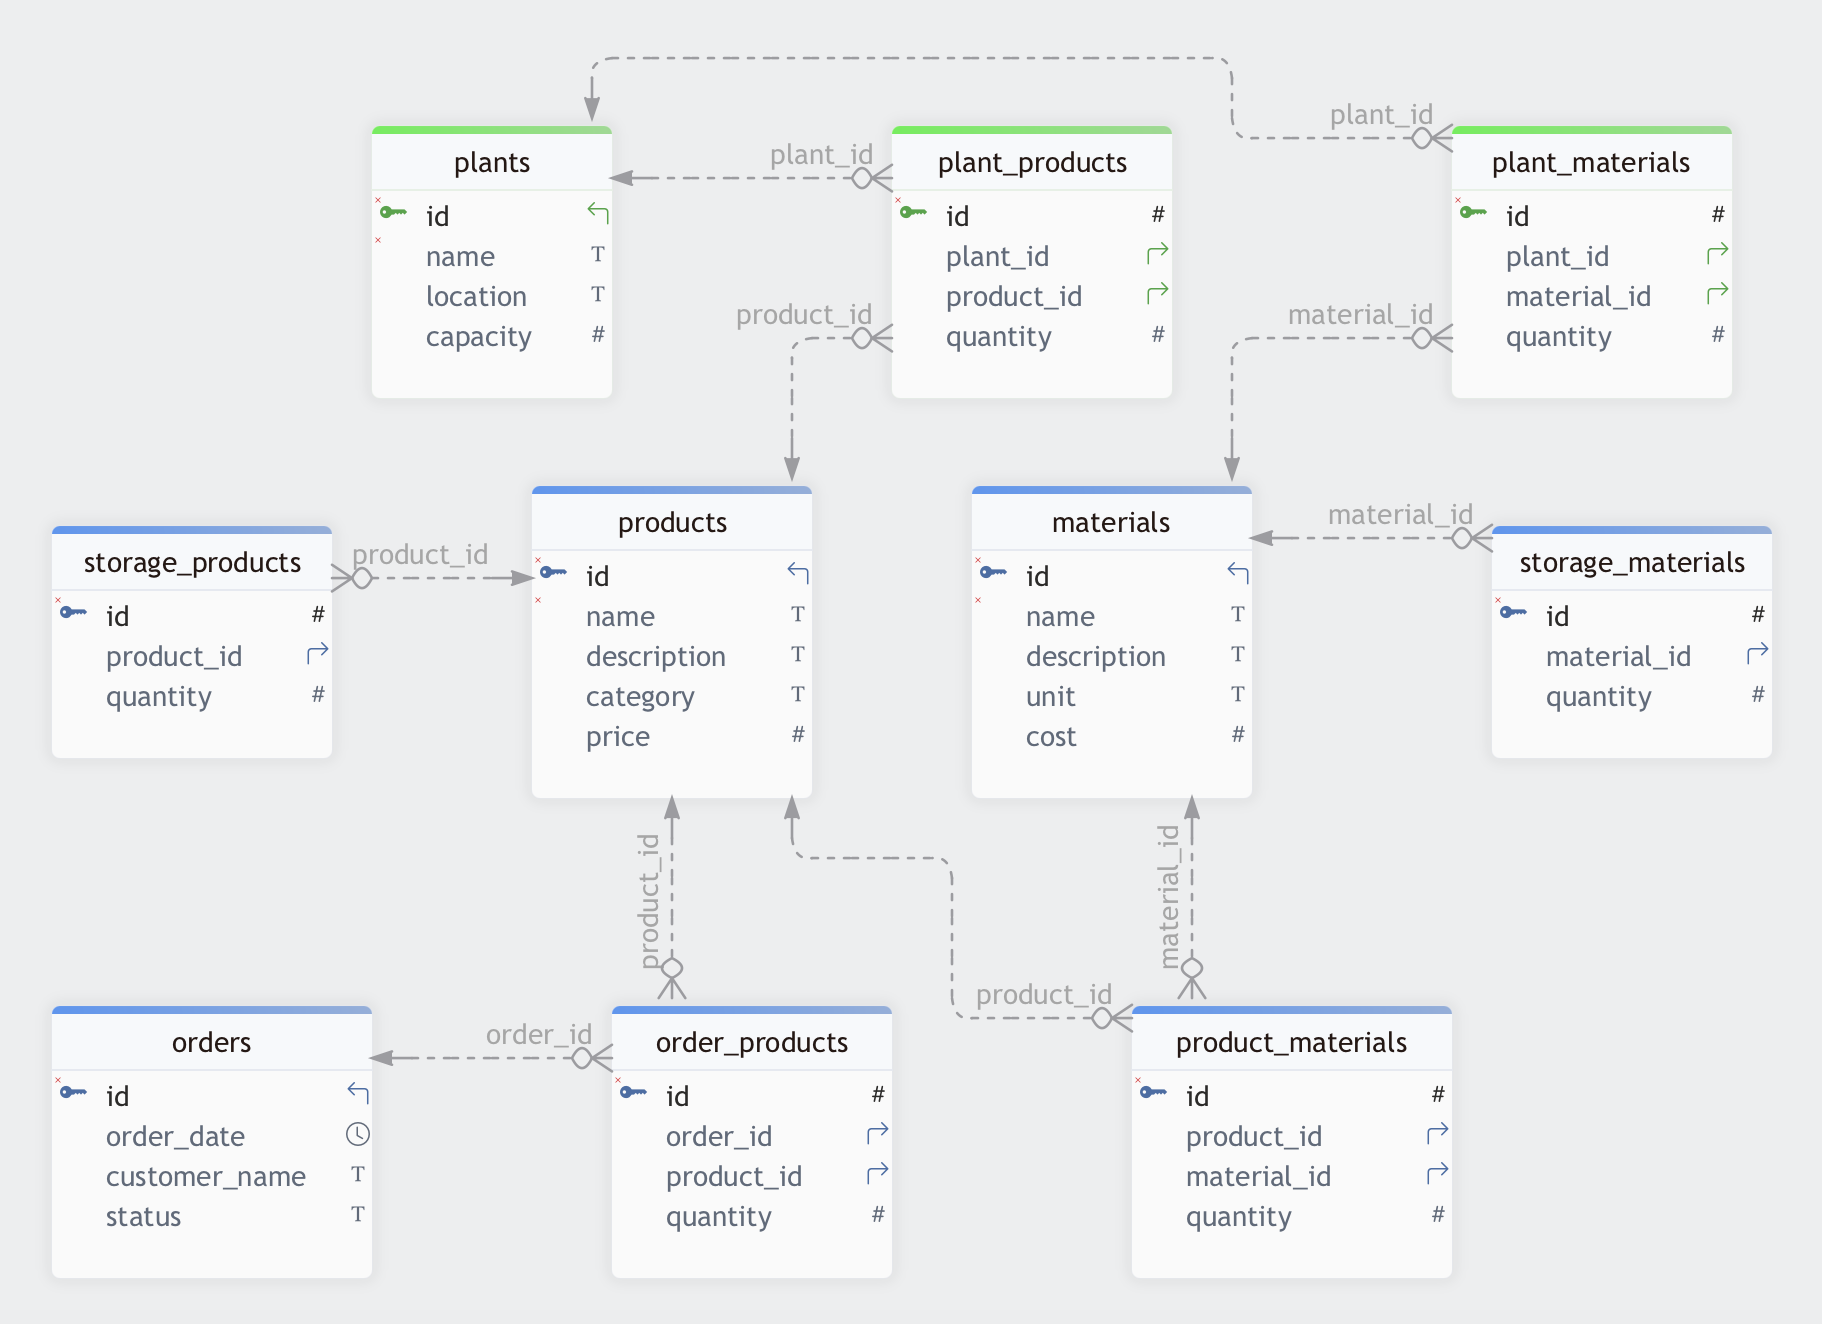 plant_id
plant_id
plants
id
name T
location T
capacity #
plant_products
id #
plant_id
product_id
quantity #
plant_materials
id #
plant_id
material_id
quantity #
product_id
material_id
products
id
name T
description T
category T
price #
materials
id
name T
description T
unit T
cost #
material_id
storage_products
id #
product_id
quantity #
product_id
storage_materials
id #
material_id
quantity #
product_id
material_id
product_id
order_id
orders
id
order_date
customer_name T
status T
order_products
id #
order_id
product_id
quantity #
product_materials
id #
product_id
material_id
quantity #